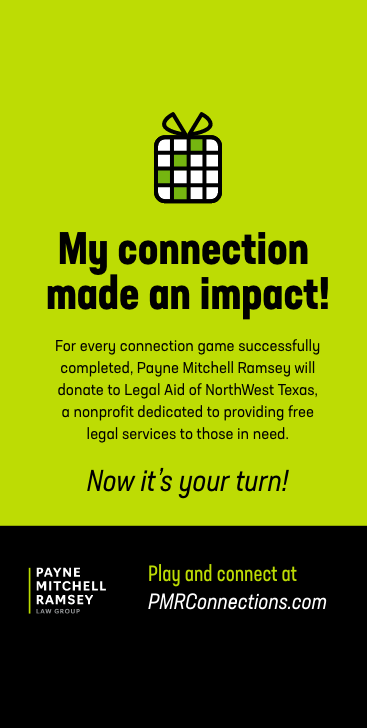 My connection
made an impact!
For every connection game successfully
completed, Payne Mitchell Ramsey will
donate to Legal Aid of NorthWest Texas,
a nonprofit dedicated to providing free
legal services to those in need.
Now it's your turn!
PAYNE
MITCHELL
RAMSEY
LAW GROUP
Play and connect at
PMRConnections.com